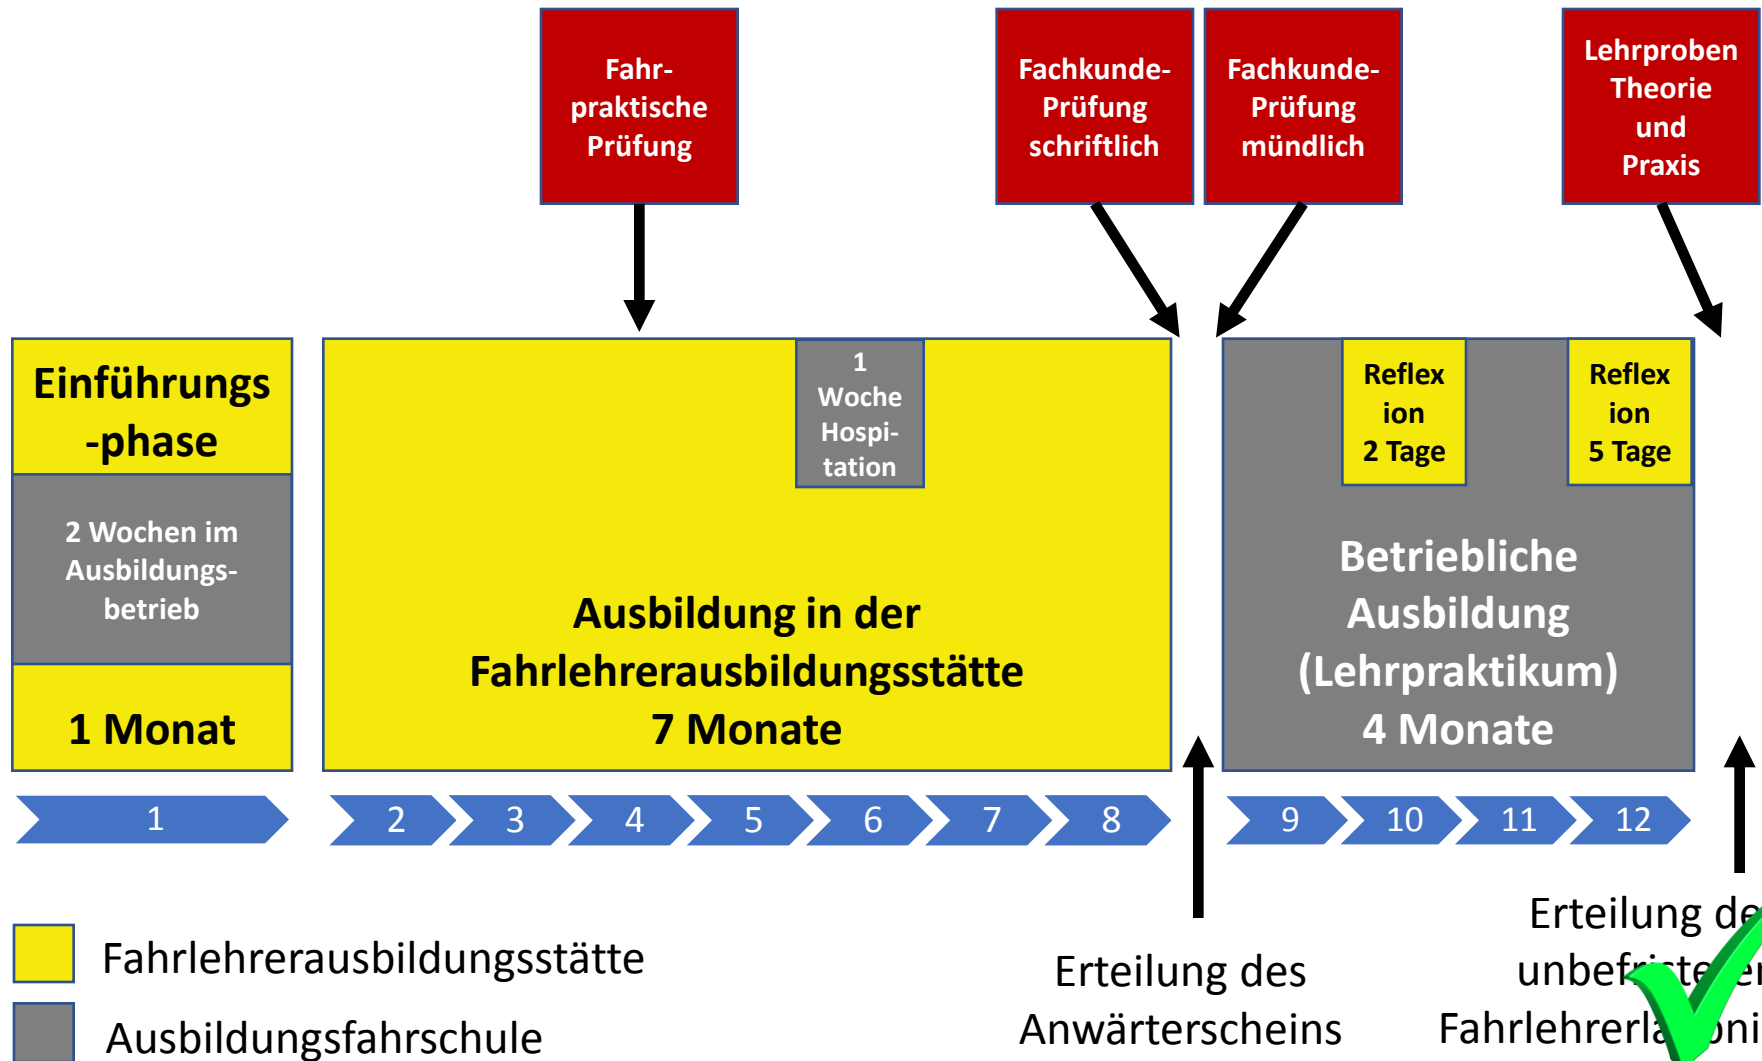 Fahr-
praktische
Prüfung
Fachkunde-
Prüfung
schriftlich
Fachkunde-
Prüfung
mündlich
Lehrproben
Theorie
und
Praxis
Einführungs
-phase
2 Wochen im
Ausbildungs-
betrieb
1 Monat
1
Woche
Hospi-
tation
Ausbildung in der
Fahrlehrerausbildungsstätte
7 Monate
Reflex
ion
2 Tage
Reflex
ion
5 Tage
Betriebliche
Ausbildung
(Lehrpraktikum)
4 Monate
1
2
3
4
5
6
7
8
9
10
11
12
Fahrlehrerausbildungsstätte
Ausbildungsfahrschule
Erteilung des
Anwärterscheins
Erteilung